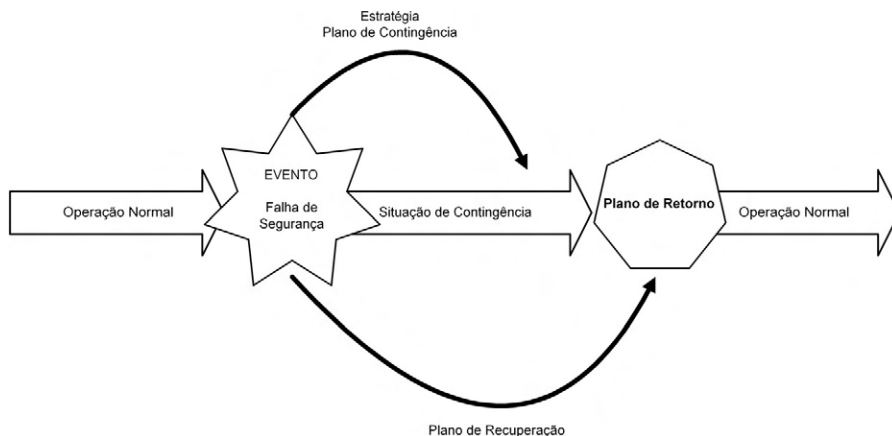 Estratégia
Plano de Contingência
EVENTO
Falha de
Segurança
Operação Normal
Situação de Contingência
Plano de Retorno
Operação Normal
Plano de Recuperação